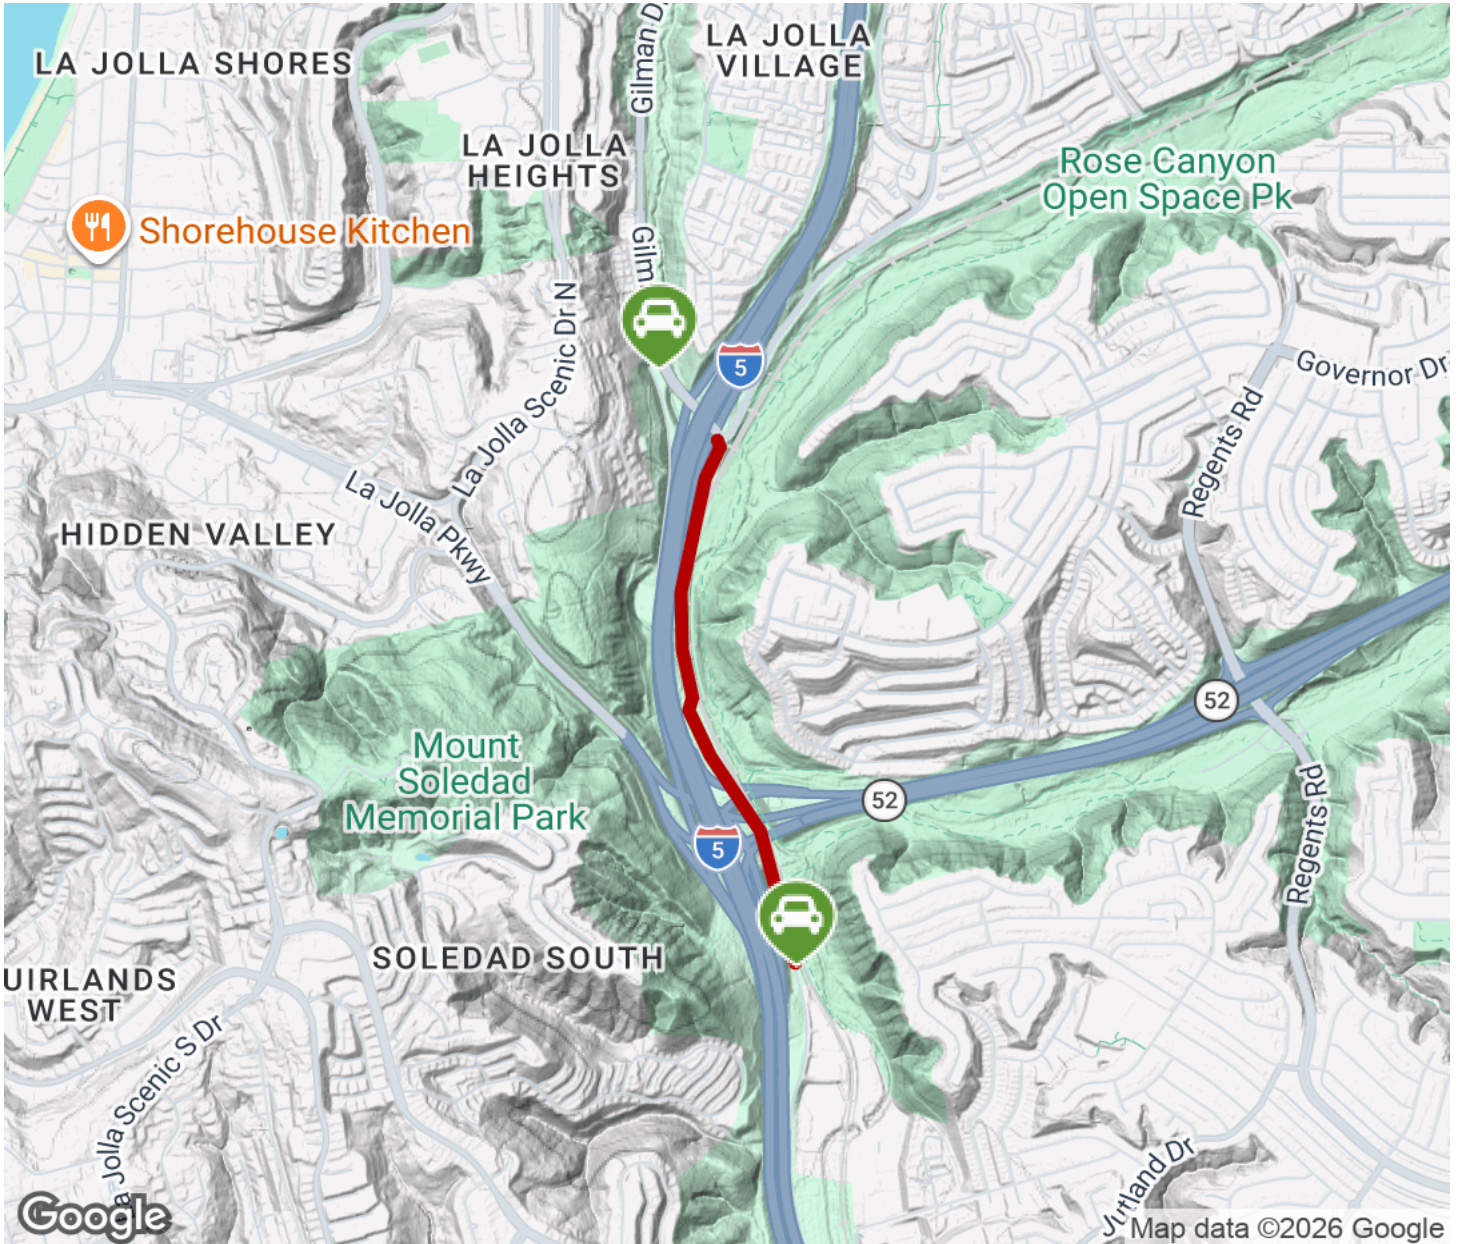 LA JOLLA SHORES
Gilman D
LA JOLLA
VILLAGE
LA JOLLA
HEIGHTS
Rose Canyon
Open Space Pk
Shorehouse Kitchen
Gilm
La Jolla Scenic Dr N
5
Governor Dr
Regents Rd
La Jolla Pkwy
HIDDEN VALLEY
52
Mount
Soledad
Memorial Park
52
5
Regents Rd
SOLEDAD SOUTH
UIRLANDS
WEST
La Jolla Scenic S Dr
Jutland Dr
Google
Map data ©2026 Google